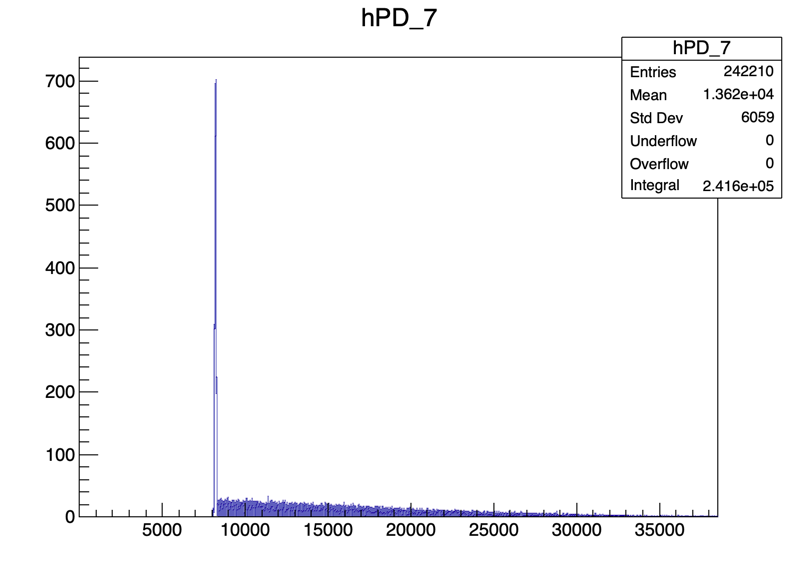 hPD_7
hPD_7
Entries 242210
Mean 1.362e+04
Std Dev 6059
Underflow 0
Overflow 0
Integral 2.416e+05
700
600
500
400
300
200
100
0
5000 10000 15000 20000 25000 30000 35000